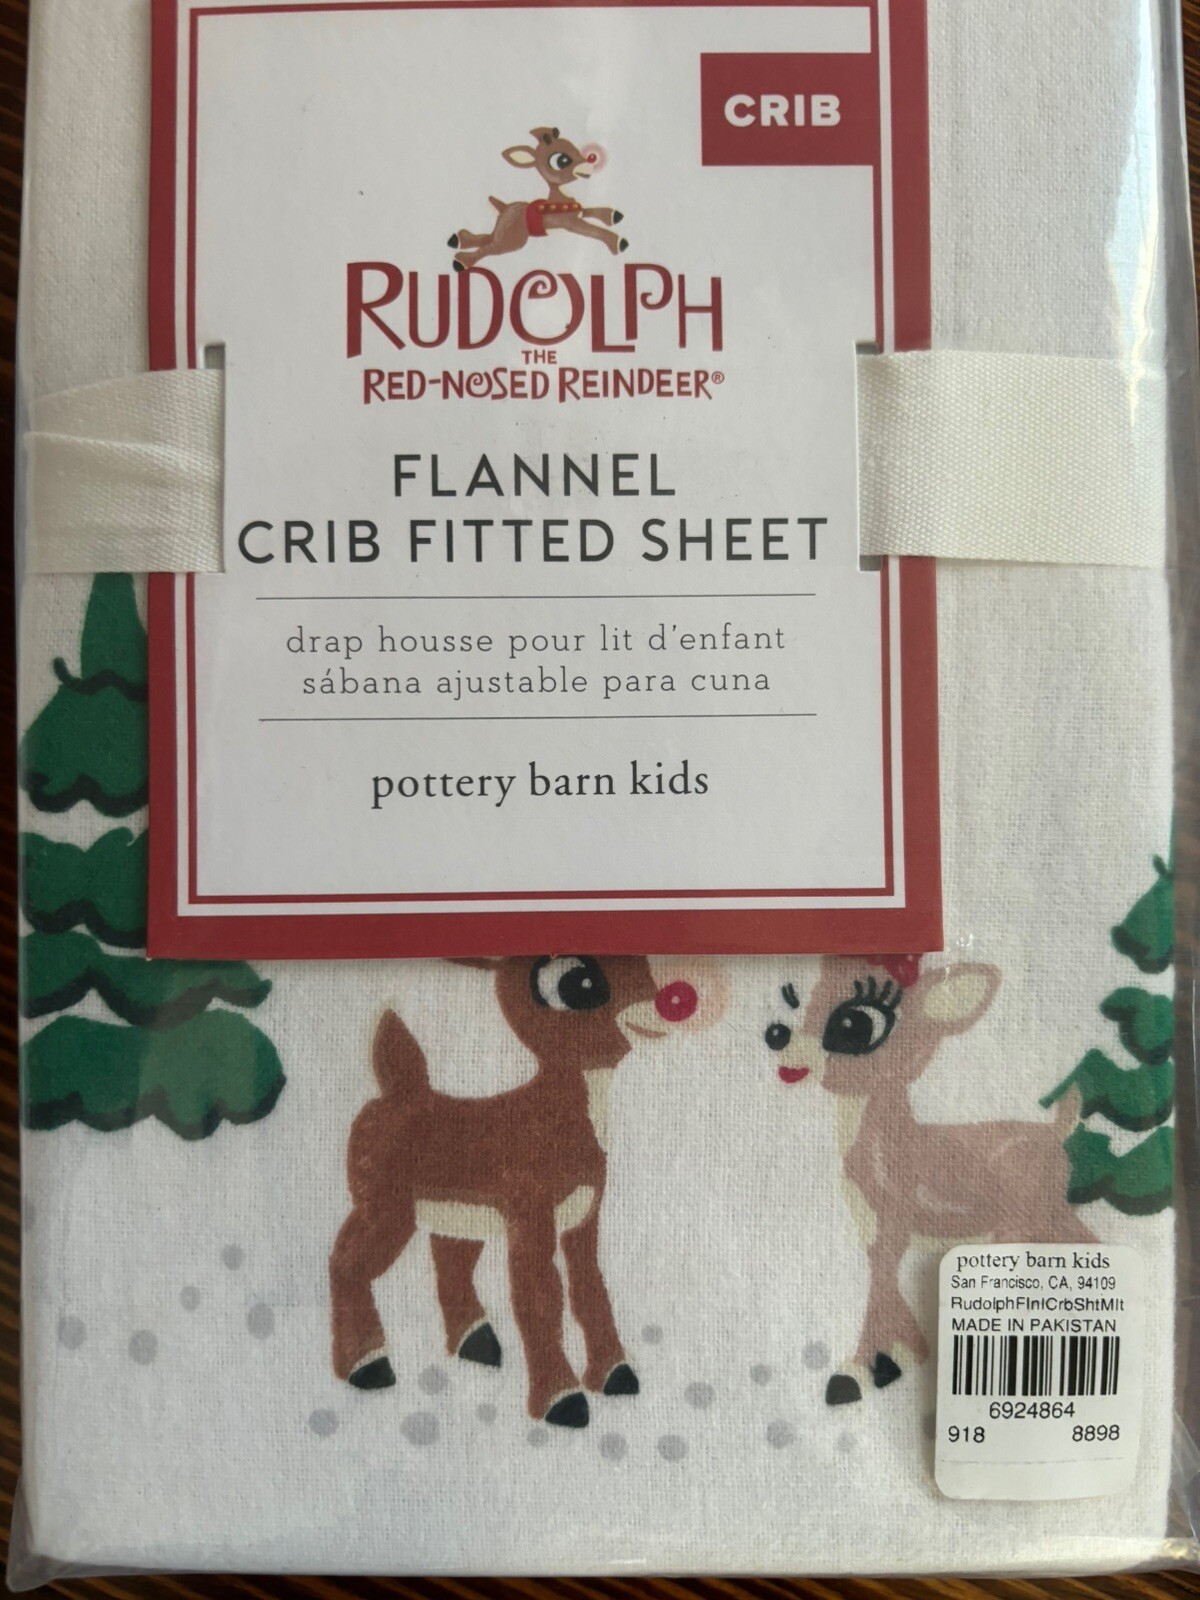 CRIB
RUDOLPH
THE
RED-NOSED REINDEER®
FLANNEL
CRIB FITTED SHEET
drap housse pour lit d'enfant
sábana ajustable para cuna
pottery barn kids
pottery barn kids
San Francisco, CA, 94109
RudolphFlnlCrbShtMlt
MADE IN PAKISTAN
6924864
918 8898